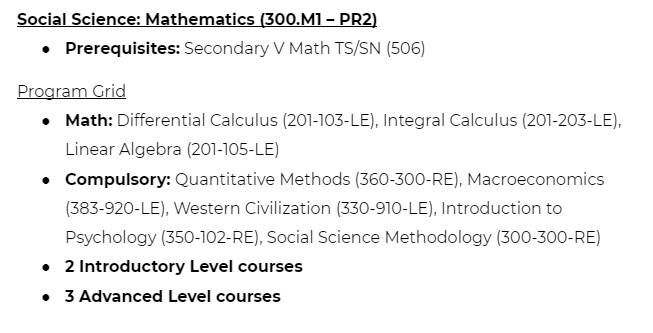 Social Science: Mathematics (300.M1 – PR2)
• Prerequisites: Secondary V Math TS/SN (506)
Program Grid
• Math: Differential Calculus (201-103-LE), Integral Calculus (201-203-LE),
Linear Algebra (201-105-LE)
• Compulsory: Quantitative Methods (360-300-RE), Macroeconomics
(383-920-LE), Western Civilization (330-910-LE), Introduction to
Psychology (350-102-RE), Social Science Methodology (300-300-RE)
• 2 Introductory Level courses
• 3 Advanced Level courses